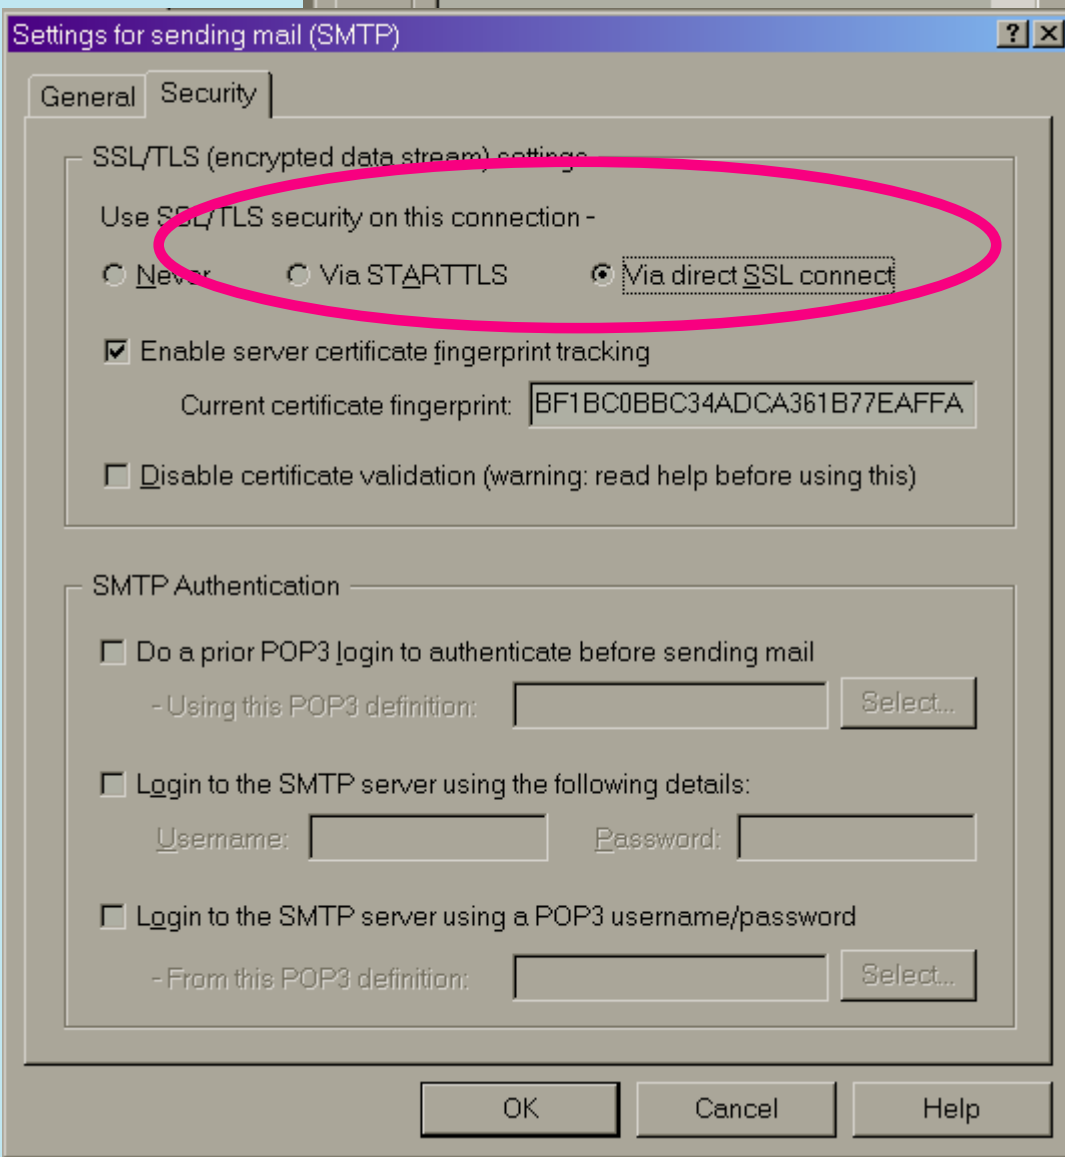 Settings for sending mail (SMTP)
General Security
SSL/TLS (encrypted data stream) settings
Use SSL/TLS security on this connection -
Never Via STARTTLS Via direct SSL connect
Enable server certificate fingerprint tracking
Current certificate fingerprint: BF1BC0BBC34ADCA361B77EAFFA
Disable certificate validation (warning: read help before using this)
SMTP Authentication
Do a prior POP3 login to authenticate before sending mail
- Using this POP3 definition: Select...
Login to the SMTP server using the following details:
Username: Password:
Login to the SMTP server using a POP3 username/password
- From this POP3 definition: Select...
OK Cancel Help